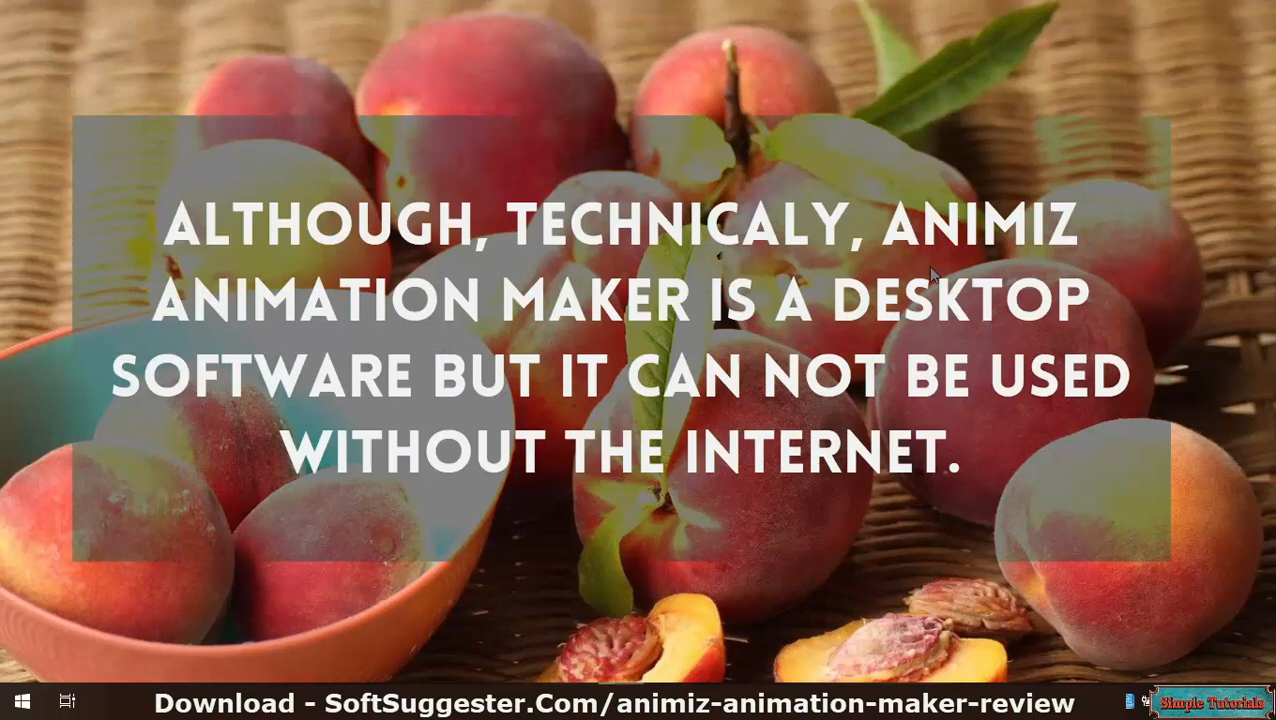 ALTHOUGH, TECHNICALY, ANIMIZ
ANIMATION MAKER IS A DESKTOP
SOFTWARE BUT IT CAN NOT BE USED
WITHOUT THE INTERNET.
Download - SoftSuggester.Com/animiz-animation-maker-review
Simple Tutorials